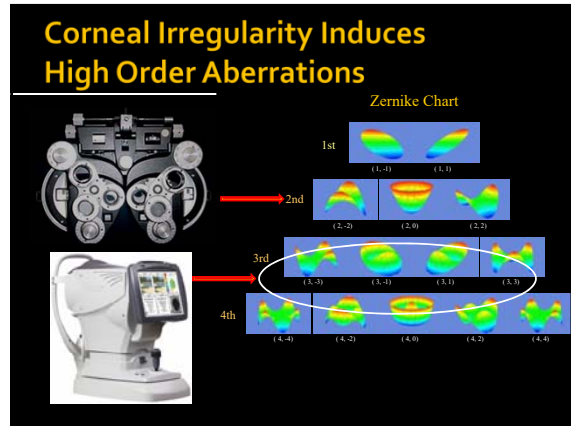 Corneal Irregularity Induces
High Order Aberrations
Zernike Chart
1st
( 1, -1) ( 1, 1)
2nd
( 2, -2) ( 2, 0) ( 2, 2)
3rd
( 3, -3) ( 3, -1) ( 3, 1) ( 3, 3)
4th
( 4, -4) ( 4, -2) ( 4, 0) ( 4, 2) ( 4, 4)